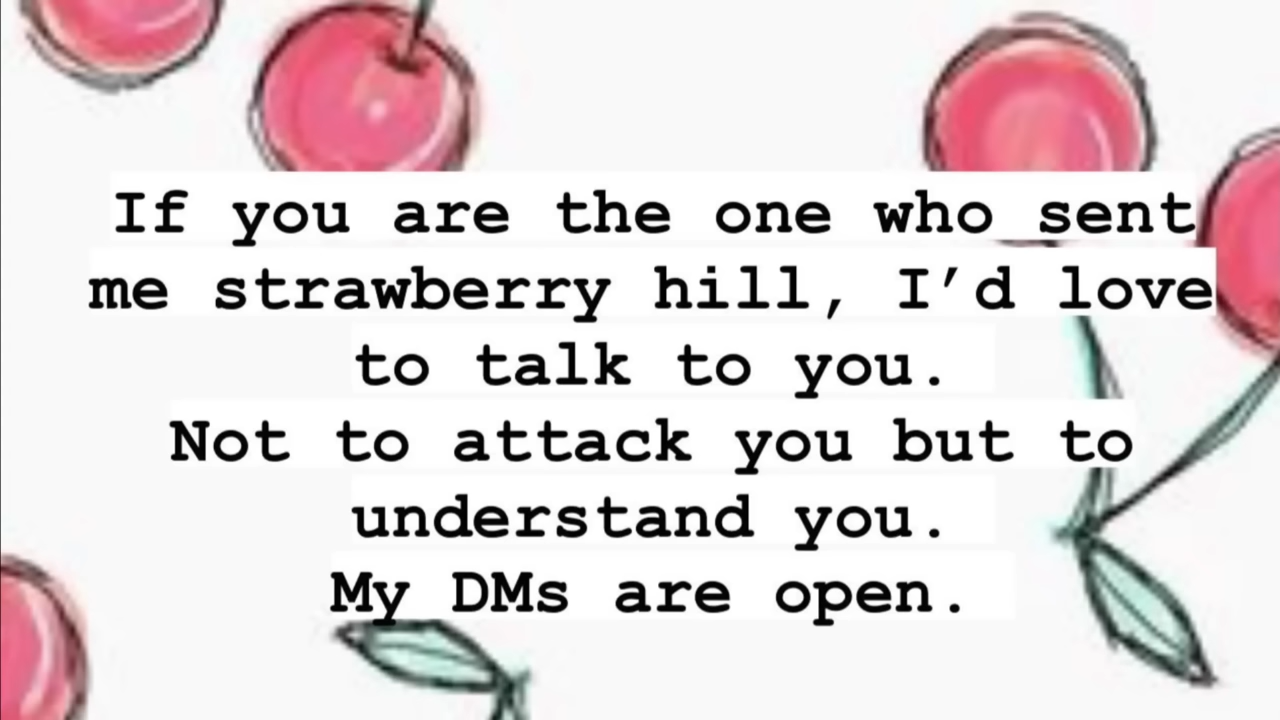 If you are the one who sent
me strawberry hill, I’d love
to talk to you.
Not to attack you but to
understand you.
My DMs are open.